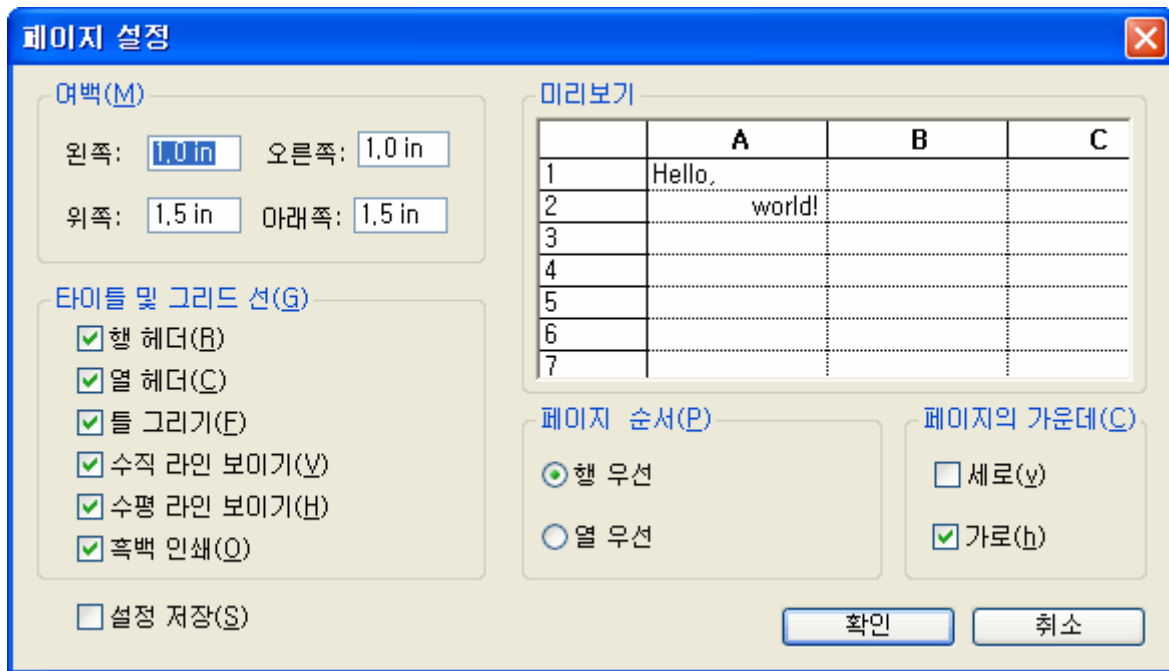 페이지 설정
여백(M)
왼쪽: 1.0 in 오른쪽: 1.0 in
위쪽: 1.5 in 아래쪽: 1.5 in
타이틀 및 그리드 선(G)
행 헤더(R)
열 헤더(C)
틀 그리기(F)
수직 라인 보이기(V)
수평 라인 보이기(H)
흑백 인쇄(O)
설정 저장(S)
미리보기
A B C
1 Hello,
2 world!
3
4
5
6
7
페이지 순서(P)
행 우선
열 우선
페이지의 가운데(C)
세로(v)
가로(h)
확인 취소